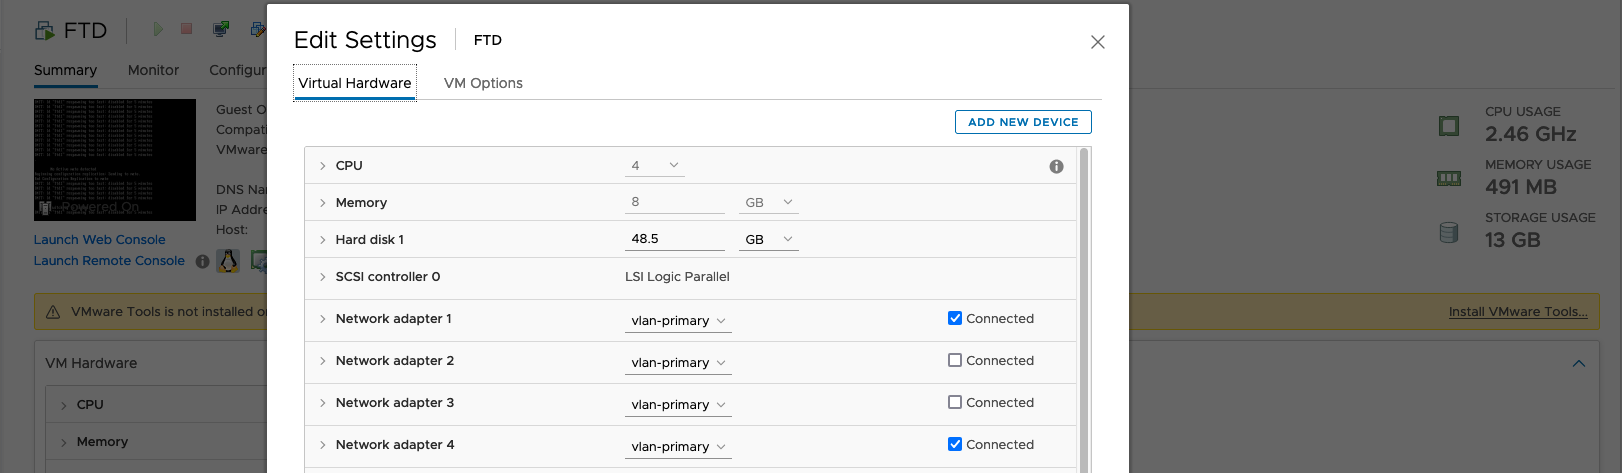 FTD
Summary
Monitor
Configur
Guest O
Compati
VMware
DNS Nam
IP Addre
Host:
Powered On
Launch Web Console
Launch Remote Console
VMware Tools is not installed o
Install VMware Tools...
VM Hardware
CPU
Memory
Edit Settings
FTD
Virtual Hardware
VM Options
ADD NEW DEVICE
CPU 4
Memory 8 GB
Hard disk 1 48.5 GB
SCSI controller 0 LSI Logic Parallel
Network adapter 1 vlan-primary Connected
Network adapter 2 vlan-primary Connected
Network adapter 3 vlan-primary Connected
Network adapter 4 vlan-primary Connected
CPU USAGE
2.46 GHz
MEMORY USAGE
491 MB
STORAGE USAGE
13 GB